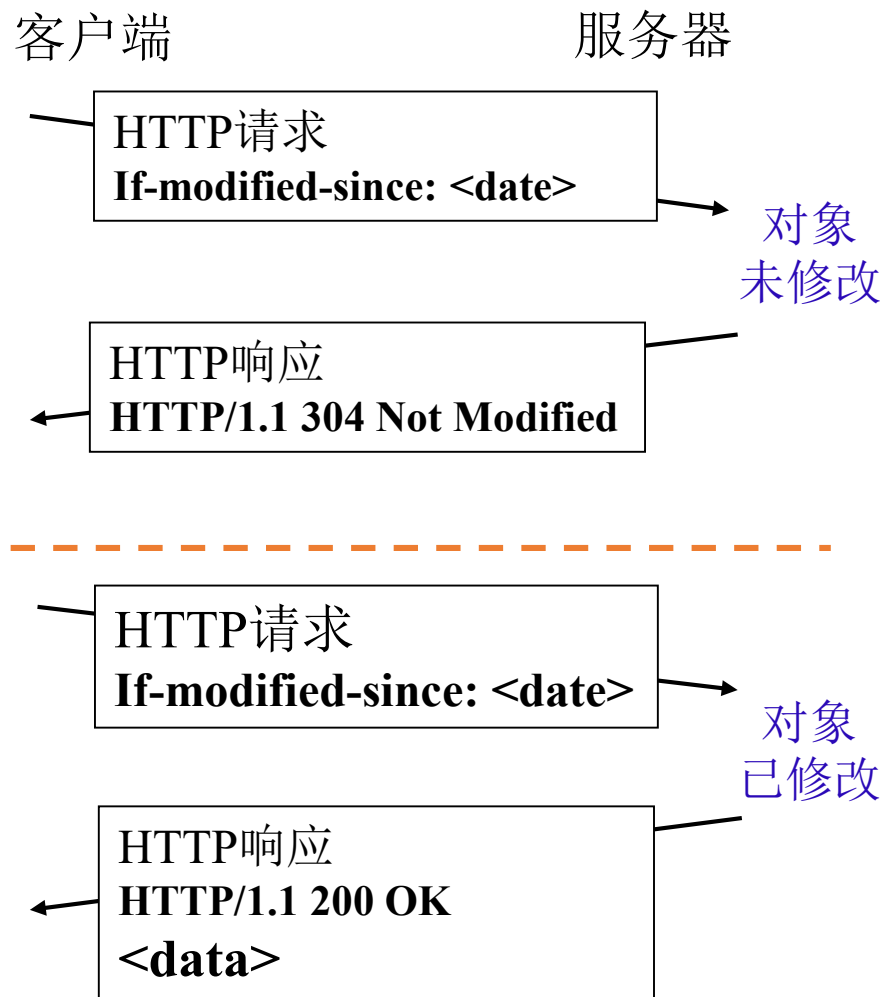 客户端
服务器
HTTP请求
If-modified-since: <date>
对象
未修改
HTTP响应
HTTP/1.1 304 Not Modified
HTTP请求
If-modified-since: <date>
对象
已修改
HTTP响应
HTTP/1.1 200 OK
<data>